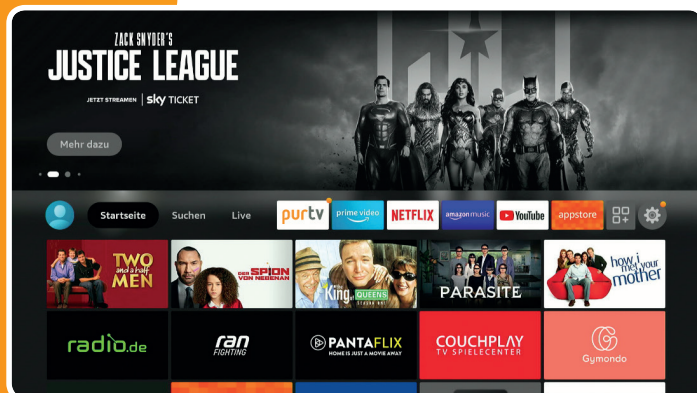 ZACK SNYDER'S
JUSTICE LEAGUE
JETZT STREAMEN | sky TICKET
Mehr dazu
Startseite Suchen Live purtv prime video NETFLIX amazon music YouTube appstore
TWO
and a half
MEN
DER SPION
VON NEBENAN
The King of QUEENS
PARASITE
how i
met your
mother
radio.de
ran
FIGHTING
PANTAFLIX
HOME IS JUST A MOVIE AWAY
COUCHPLAY
TV SPIELECENTER
Gymondo